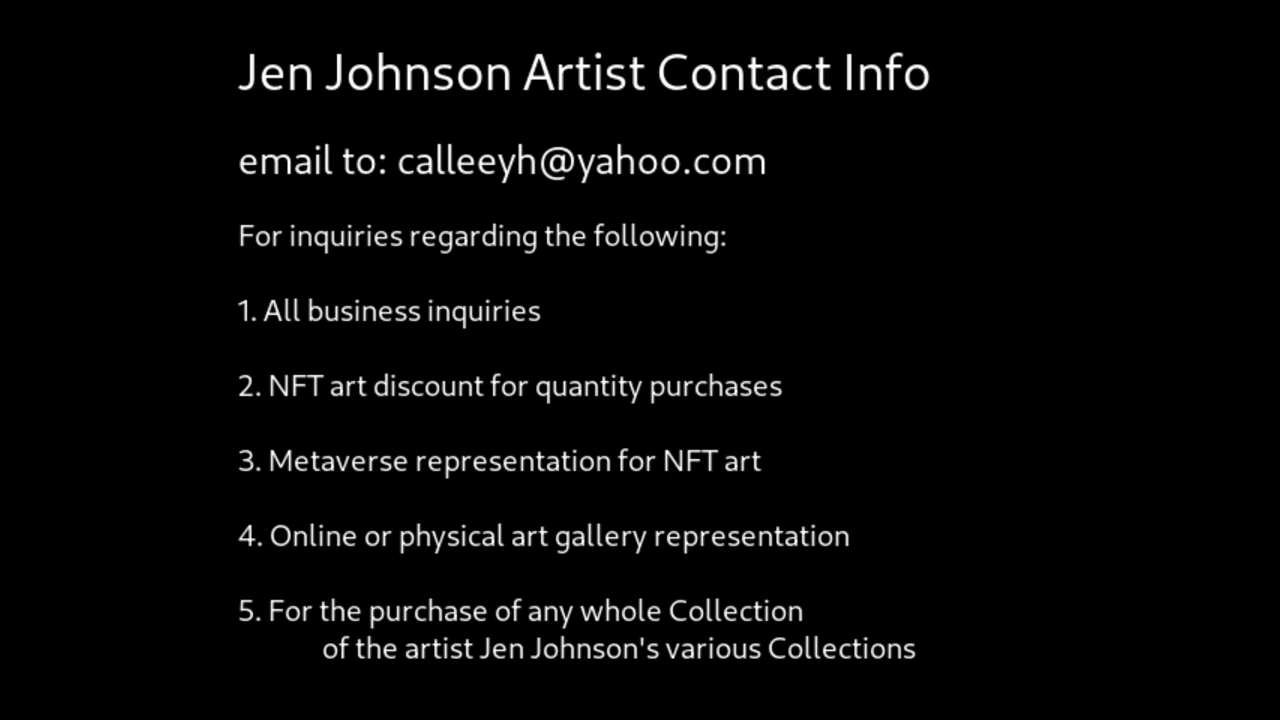 Jen Johnson Artist Contact Info
email to: calleeyh@yahoo.com
For inquiries regarding the following:
1. All business inquiries
2. NFT art discount for quantity purchases
3. Metaverse representation for NFT art
4. Online or physical art gallery representation
5. For the purchase of any whole Collection
of the artist Jen Johnson's various Collections